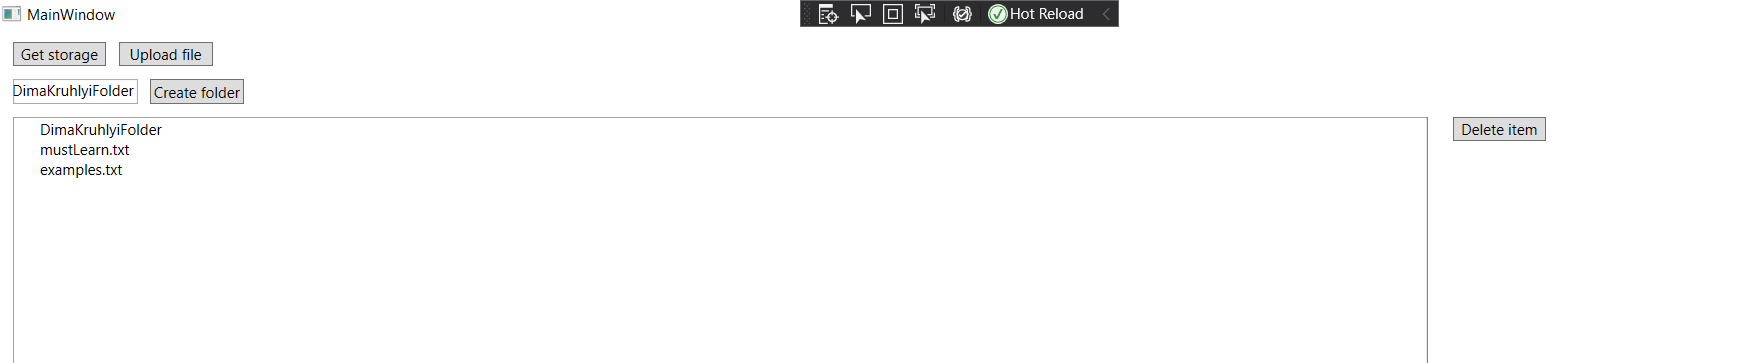 MainWindow
Hot Reload
Get storage
Upload file
DimaKruhlyiFolder
Create folder
DimaKruhlyiFolder
mustLearn.txt
examples.txt
Delete item